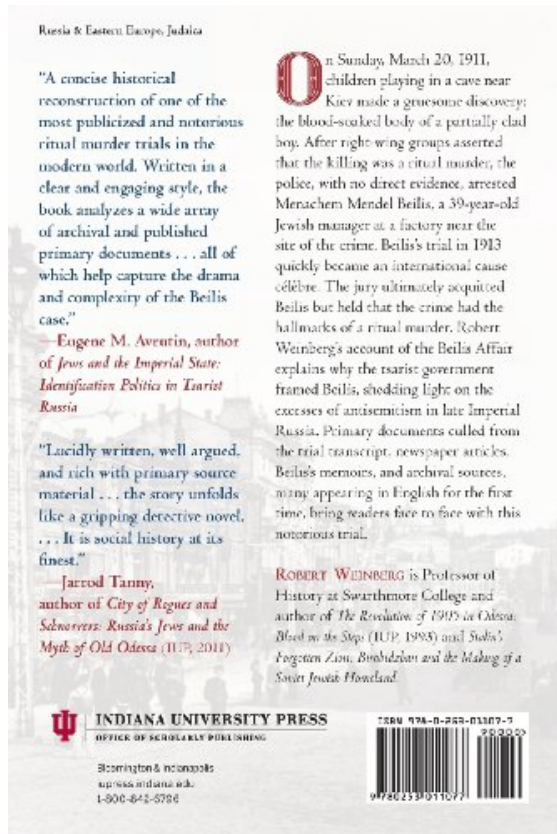 Russia & Eastern Europe, Judaica
"A concise historical
reconstruction of one of the
most publicized and notorious
ritual murder trials in the
modern world. Written in a
clear and engaging style, the
book analyzes a wide array
of archival and published
primary documents . . . all of
which help capture the drama
and complexity of the Beilis
case."
—Eugene M. Avrutin, author
of Jews and the Imperial State:
Identification Politics in Tsarist
Russia
"Lucidly written, well argued,
and rich with primary source
material . . . the story unfolds
like a gripping detective novel.
. . . It is social history at its
finest."
—Jarrod Tanny,
author of City of Rogues and
Schnorrers: Russia's Jews and the
Myth of Old Odessa (IUP, 2011)
On Sunday, March 20, 1911,
children playing in a cave near
Kiev made a gruesome discovery:
the blood-soaked body of a partially clad
boy. After right-wing groups asserted
that the killing was a ritual murder, the
police, with no direct evidence, arrested
Menachem Mendel Beilis, a 39-year-old
Jewish manager at a factory near the
site of the crime. Beilis's trial in 1913
quickly became an international cause
célèbre. The jury ultimately acquitted
Beilis but held that the crime had the
hallmarks of a ritual murder. Robert
Weinberg's account of the Beilis Affair
explains why the tsarist government
framed Beilis, shedding light on the
excesses of antisemitism in late Imperial
Russia. Primary documents culled from
the trial transcript, newspaper articles,
Beilis's memoirs, and archival sources,
many appearing in English for the first
time, bring readers face to face with this
notorious trial.
ROBERT WEINBERG is Professor of
History at Swarthmore College and
author of The Revolution of 1905 in Odessa:
Blood on the Steps (IUP, 1993) and Stalin's
Forgotten Zion: Birobidzhan and the Making of a
Soviet Jewish Homeland.
INDIANA UNIVERSITY PRESS
OFFICE OF SCHOLARLY PUBLISHING
Bloomington & Indianapolis
iupress.indiana.edu
1-800-842-6796
ISBN 978-0-253-01107-7
90000
9 780253 011077